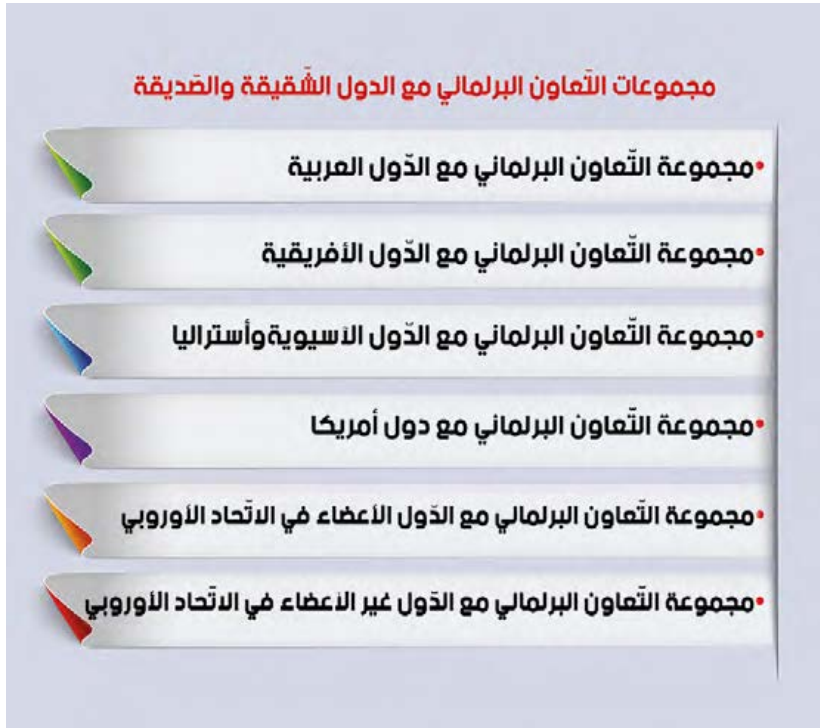 مجموعات التّعاون البرلماني مع الدول الشّقيقة والصّديقة
•مجموعة التّعاون البرلماني مع الدّول العربية
•مجموعة التّعاون البرلماني مع الدّول الأفريقية
•مجموعة التّعاون البرلماني مع الدّول الآسيوية وأستراليا
•مجموعة التّعاون البرلماني مع دول أمريكا
•مجموعة التّعاون البرلماني مع الدّول الأعضاء في الاتّحاد الأوروبي
•مجموعة التّعاون البرلماني مع الدّول غير الأعضاء في الاتّحاد الأوروبي